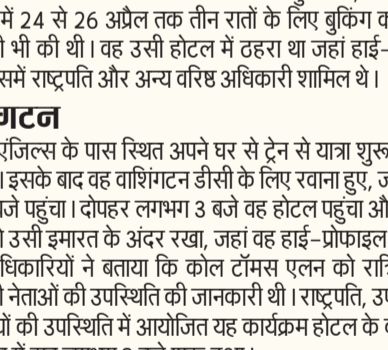 में 24 से 26 अप्रैल तक तीन रातों के लिए बुकिंग
भी की थी। वह उसी होटल में ठहरा था जहां हाई-
राष्ट्रपति और अन्य वरिष्ठ अधिकारी शामिल थे।
गटन
एंजिल्स के पास स्थित अपने घर से ट्रेन से यात्रा शुरू
। इसके बाद वह वाशिंगटन डीसी के लिए रवाना हुए,
बजे पहुंचा। दोपहर लगभग 3 बजे वह होटल पहुंचा
उसी इमारत के अंदर रखा, जहां वह हाई-प्रोफाइल
धिकारियों ने बताया कि कोल टॉमस एलन को
नेताओं की उपस्थिति की जानकारी थी। राष्ट्रपति,
की उपस्थिति में आयोजित यह कार्यक्रम होटल के